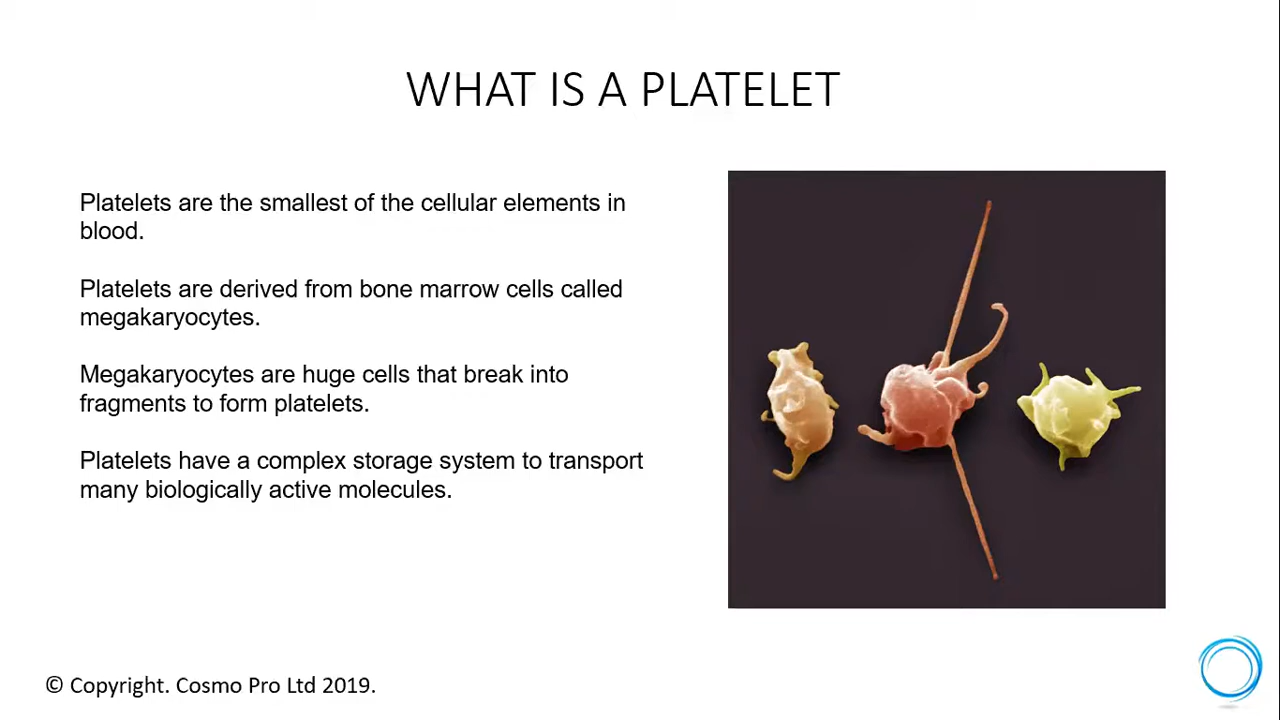 WHAT IS A PLATELET
Platelets are the smallest of the cellular elements in
blood.
Platelets are derived from bone marrow cells called
megakaryocytes.
Megakaryocytes are huge cells that break into
fragments to form platelets.
Platelets have a complex storage system to transport
many biologically active molecules.
© Copyright. Cosmo Pro Ltd 2019.